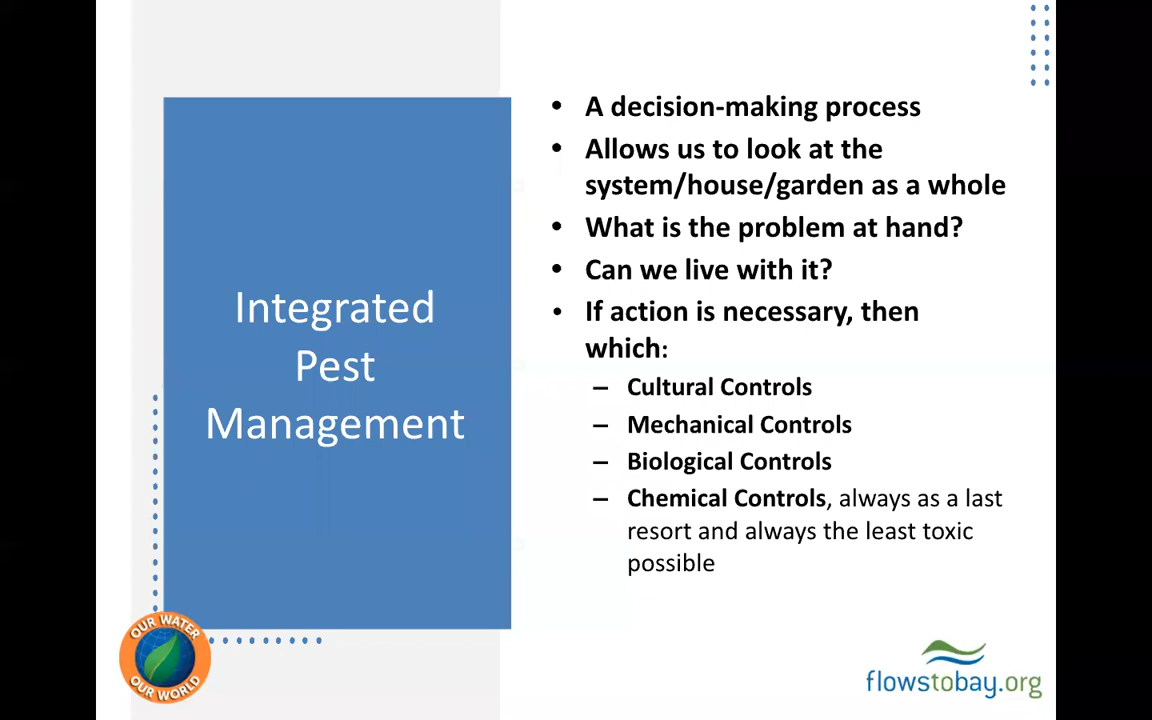 Integrated
Pest
Management
• A decision-making process
• Allows us to look at the
system/house/garden as a whole
• What is the problem at hand?
• Can we live with it?
• If action is necessary, then
which:
– Cultural Controls
– Mechanical Controls
– Biological Controls
– Chemical Controls, always as a last
resort and always the least toxic
possible
OUR WATER
OUR WORLD
flowstobay.org